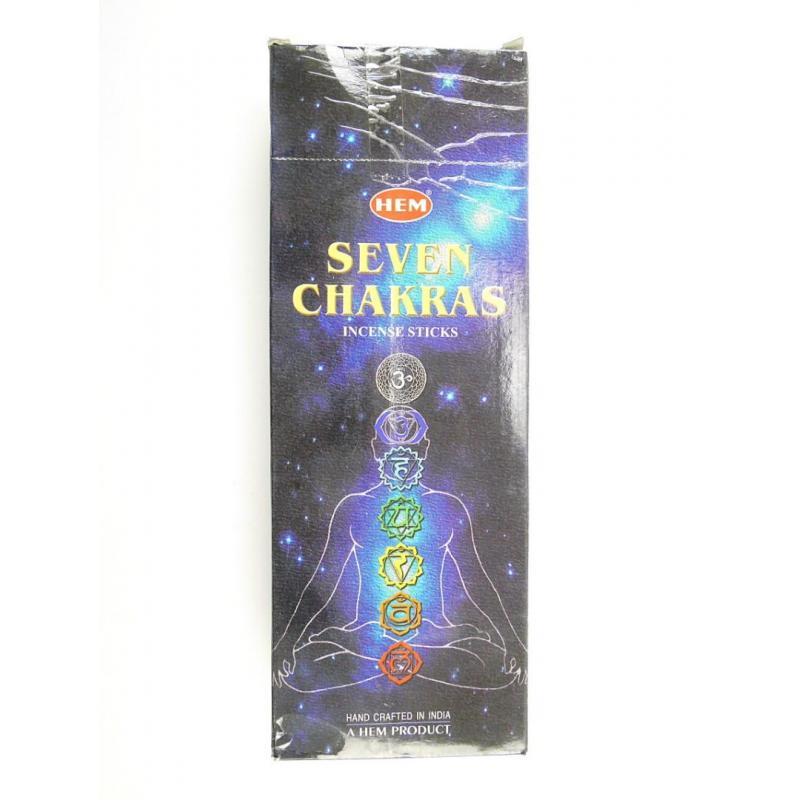 HEM®
SEVEN
CHAKRAS
INCENSE STICKS
ॐ
ह
य
र
व
HAND CRAFTED IN INDIA
A HEM PRODUCT